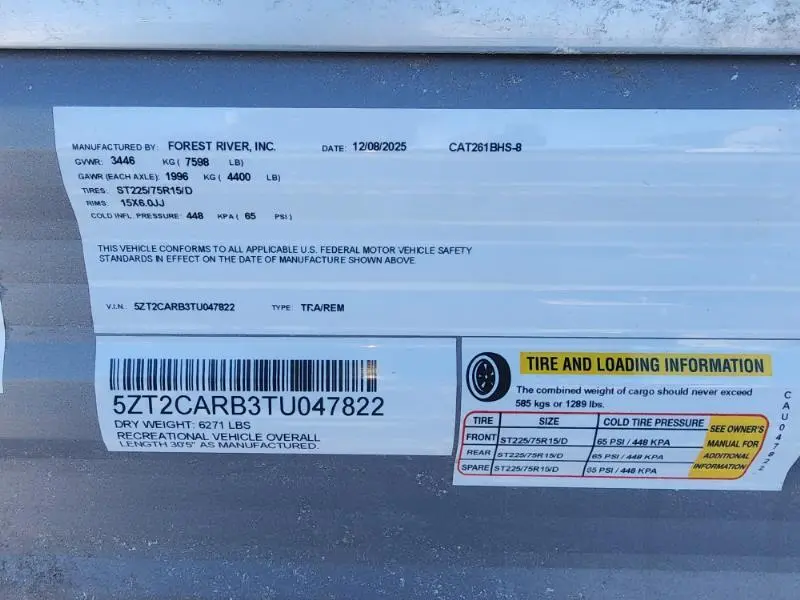 MANUFACTURED BY: FOREST RIVER, INC. DATE: 12/08/2025 CAT261BHS-8
GVWR: 3446 KG ( 7598 LB)
GAWR (EACH AXLE): 1996 KG ( 4400 LB)
TIRES: ST225/75R15/D
RIMS: 15X6.0JJ
COLD INFL. PRESSURE: 448 KPA ( 65 PSI)
THIS VEHICLE CONFORMS TO ALL APPLICABLE U.S. FEDERAL MOTOR VEHICLE SAFETY
STANDARDS IN EFFECT ON THE DATE OF MANUFACTURE SHOWN ABOVE.
V.I.N. 5ZT2CARB3TU047822 TYPE: TRA/REM
5ZT2CARB3TU047822
DRY WEIGHT: 6271 LBS
RECREATIONAL VEHICLE OVERALL
LENGTH 30'5" AS MANUFACTURED.
TIRE AND LOADING INFORMATION
The combined weight of cargo should never exceed
585 kgs or 1289 lbs.
TIRE SIZE COLD TIRE PRESSURE
FRONT ST225/75R15/D 65 PSI / 448 KPA
REAR ST225/75R15/D 65 PSI / 448 KPA
SPARE ST225/75R15/D 65 PSI / 448 KPA
SEE OWNER'S
MANUAL FOR
ADDITIONAL
INFORMATION
CAU047822